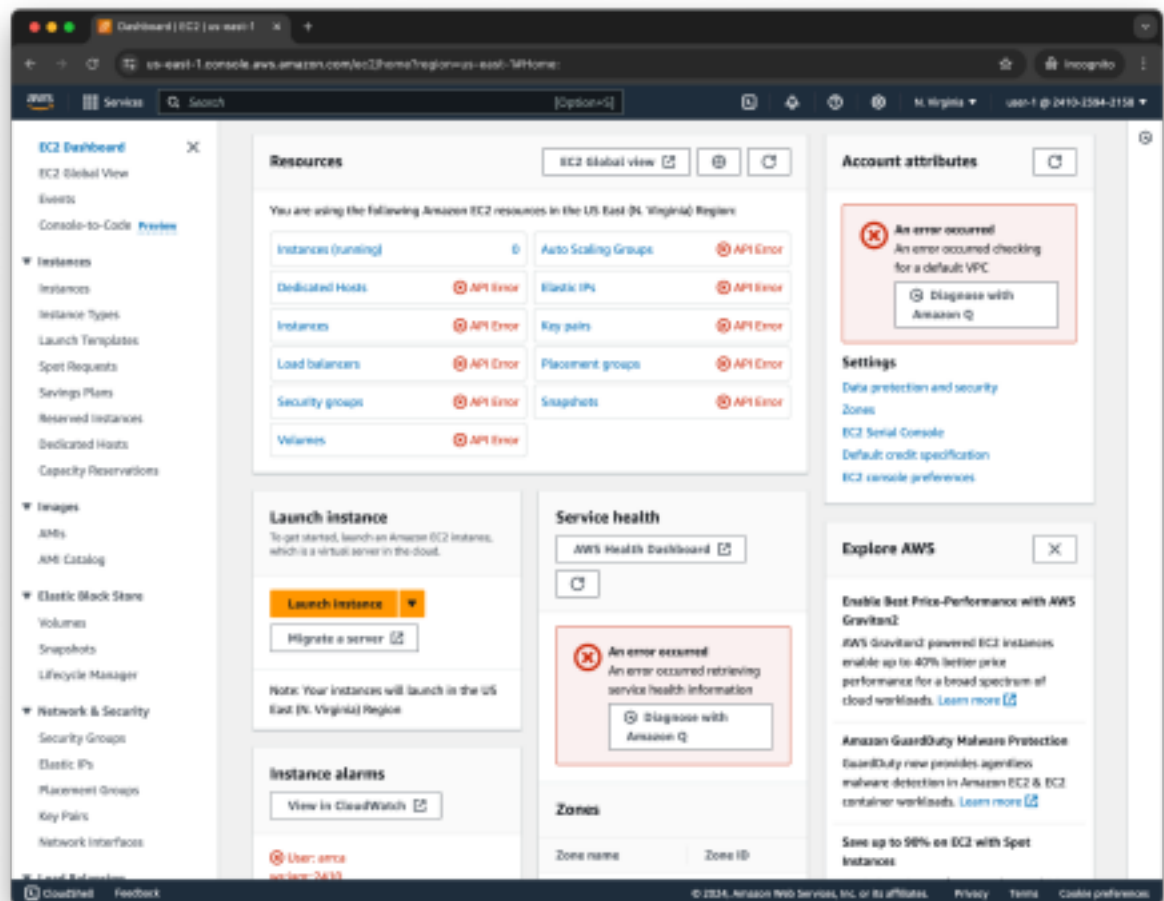 Dashboard | EC2 | us-east-1
us-east-1.console.aws.amazon.com/ec2/home?region=us-east-1#Home:
Incognito
aws
Services
Search
[Option+S]
N. Virginia
user-1 @ 2410-2584-2158
EC2 Dashboard
EC2 Global View
Events
Console-to-Code Preview
Instances
Instances
Instance Types
Launch Templates
Spot Requests
Savings Plans
Reserved Instances
Dedicated Hosts
Capacity Reservations
Images
AMIs
AMI Catalog
Elastic Block Store
Volumes
Snapshots
Lifecycle Manager
Network & Security
Security Groups
Elastic IPs
Placement Groups
Key Pairs
Network Interfaces
Load Balancing
Resources
EC2 Global view
You are using the following Amazon EC2 resources in the US East (N. Virginia) Region:
Instances (running) 0
Auto Scaling Groups API Error
Dedicated Hosts API Error
Elastic IPs API Error
Instances API Error
Key pairs API Error
Load balancers API Error
Placement groups API Error
Security groups API Error
Snapshots API Error
Volumes API Error
Launch instance
To get started, launch an Amazon EC2 instance,
which is a virtual server in the cloud.
Launch instance
Migrate a server
Note: Your instances will launch in the US
East (N. Virginia) Region
Instance alarms
View in CloudWatch
User: arn:a
Service health
AWS Health Dashboard
An error occurred
An error occurred retrieving
service health information
Diagnose with
Amazon Q
Zones
Zone name
Zone ID
Account attributes
An error occurred
An error occurred checking
for a default VPC
Diagnose with
Amazon Q
Settings
Data protection and security
Zones
EC2 Serial Console
Default credit specification
EC2 console preferences
Explore AWS
Enable Best Price-Performance with AWS
Graviton2
AWS Graviton2 powered EC2 instances
enable up to 40% better price
performance for a broad spectrum of
cloud workloads. Learn more
Amazon GuardDuty Malware Protection
GuardDuty now provides agentless
malware detection in Amazon EC2 & EC2
container workloads. Learn more
Save up to 90% on EC2 with Spot
Instances
CloudShell
Feedback
© 2024, Amazon Web Services, Inc. or its affiliates.
Privacy
Terms
Cookie preferences